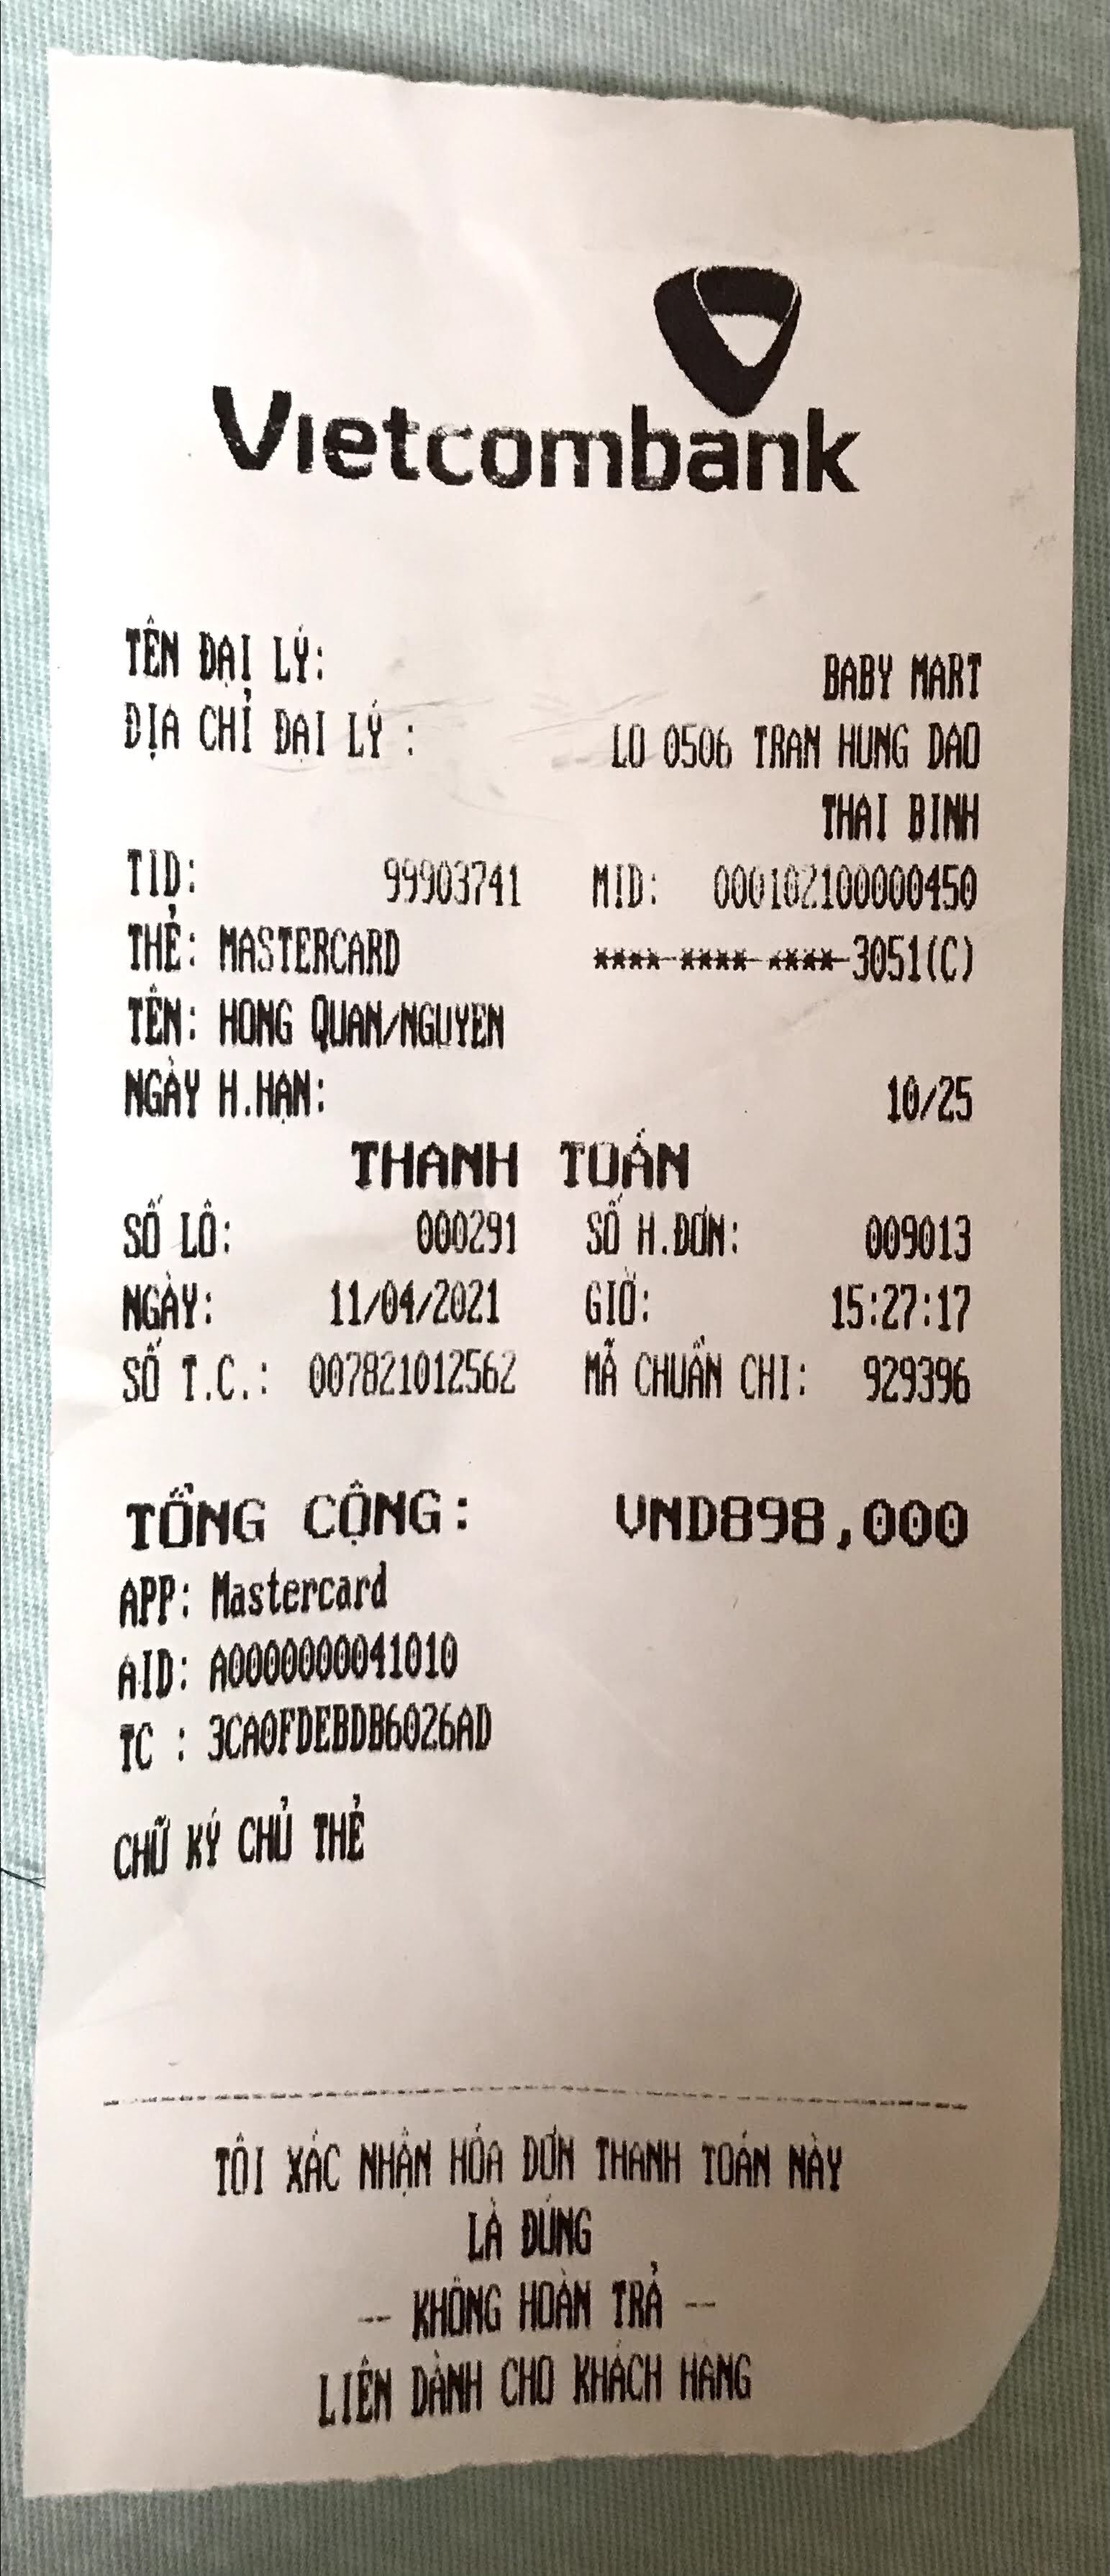 Vietcombank
TÊN ĐẠI LÝ: BABY MART
ĐỊA CHỈ ĐẠI LÝ : LO 0506 TRAN HUNG DAO
THAI BINH
TID: 99903741 MID: 000102100000450
THẺ: MASTERCARD ****-****-****-3051(C)
TÊN: HONG QUAN/NGUYEN
NGÀY H.HẠN: 10/25
THANH TOÁN
SỐ LÔ: 000291 SỐ H.ĐƠN: 009013
NGÀY: 11/04/2021 GIỜ: 15:27:17
SỐ T.C.: 007821012562 MÃ CHUẨN CHI: 929396
TỔNG CỘNG: VND898,000
APP: Mastercard
AID: A0000000041010
TC : 3CA0FDEBDB6026AD
CHỮ KÝ CHỦ THẺ
TÔI XÁC NHẬN HÓA ĐƠN THANH TOÁN NÀY
LÀ ĐÚNG
-- KHÔNG HOÀN TRẢ --
LIÊN DÀNH CHO KHÁCH HÀNG